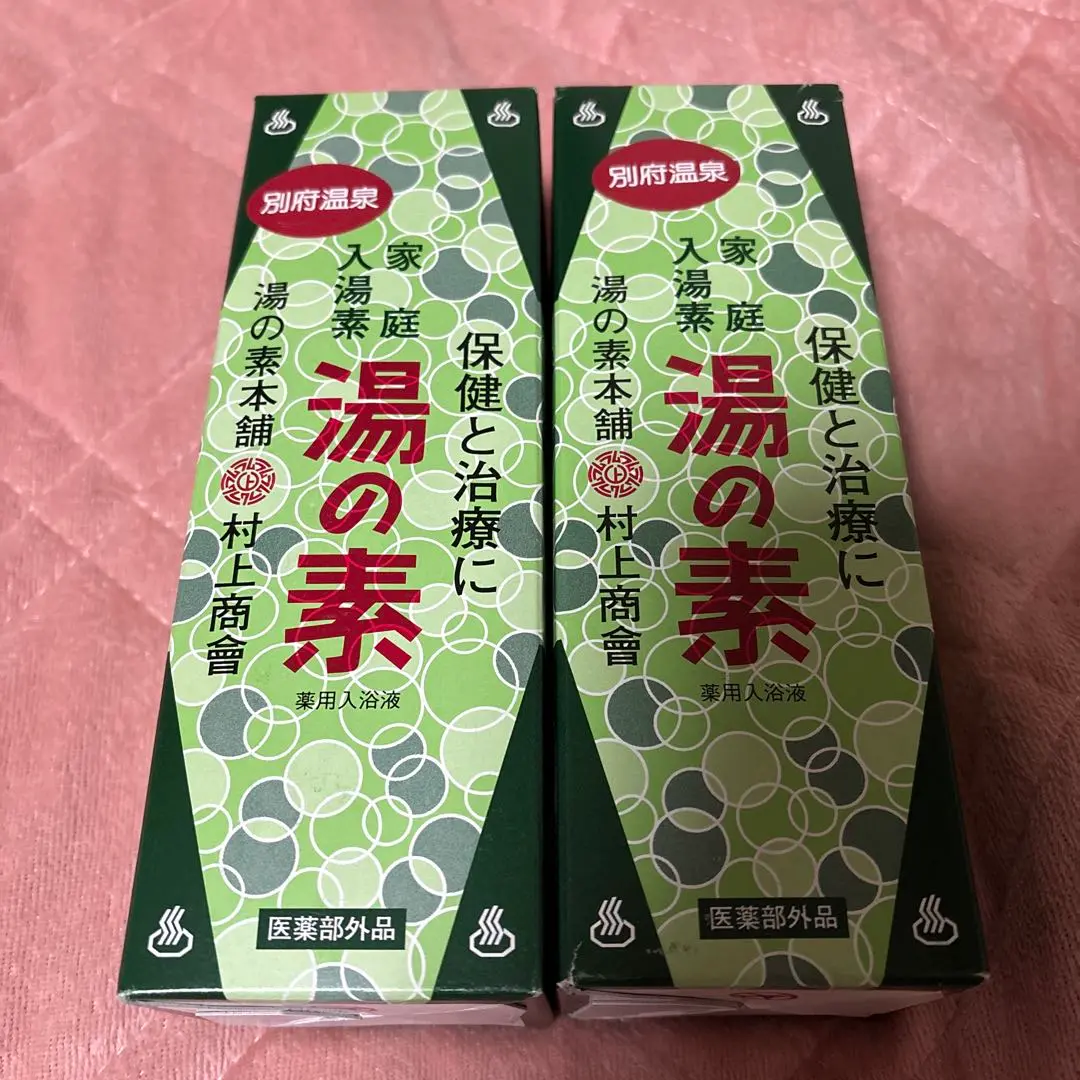 別府温泉
保健と治療に
家庭
入湯素
湯の素
湯の素本舗
上
村上商會
薬用入浴液
医薬部外品
別府温泉
保健と治療に
家庭
入湯素
湯の素
湯の素本舗
上
村上商會
薬用入浴液
医薬部外品